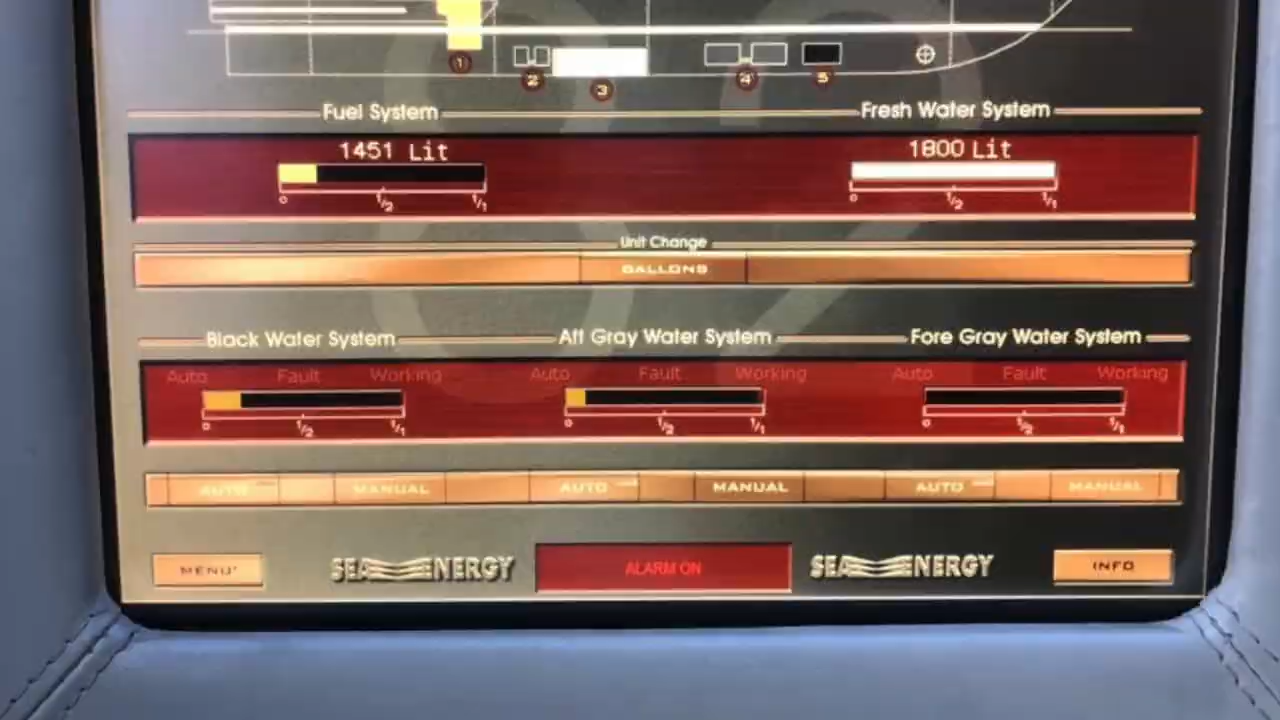 1
2
3
4
5
Fuel System
Fresh Water System
1451 Lit
1800 Lit
0 1/2 1/1
0 1/2 1/1
Unit Change
GALLONS
Black Water System
Aft Gray Water System
Fore Gray Water System
Auto Fault Working
Auto Fault Working
Auto Fault Working
0 1/2 1/1
0 1/2 1/1
0 1/2 1/1
AUTO MANUAL AUTO MANUAL AUTO MANUAL
MENU'
SEA ENERGY
ALARM ON
SEA ENERGY
INFO